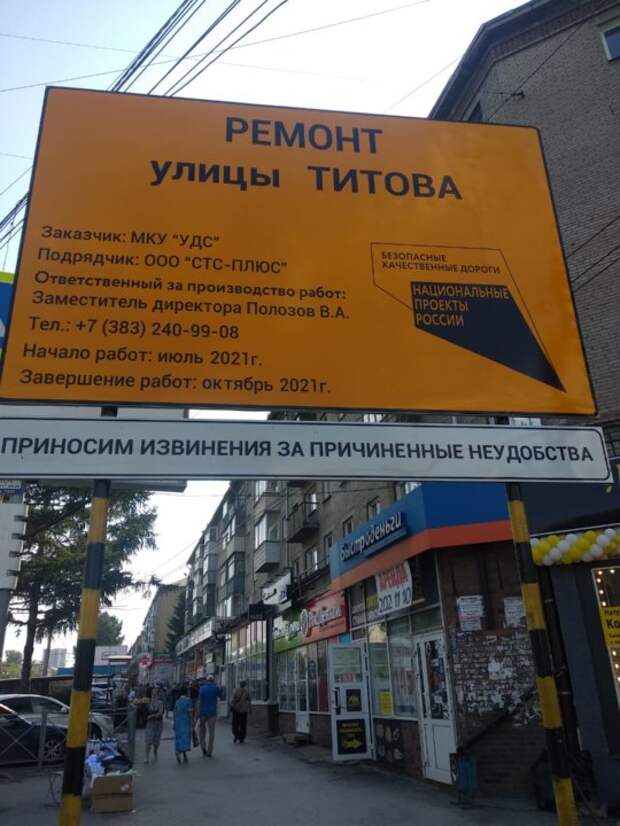 РЕМОНТ
улицы ТИТОВА
Заказчик: МКУ "УДС"
Подрядчик: ООО "СТС-ПЛЮС"
Ответственный за производство работ:
Заместитель директора Полозов В.А.
Тел.: +7 (383) 240-99-08
Начало работ: июль 2021г.
Завершение работ: октябрь 2021г.
БЕЗОПАСНЫЕ
КАЧЕСТВЕННЫЕ ДОРОГИ
НАЦИОНАЛЬНЫЕ
ПРОЕКТЫ
РОССИИ
ПРИНОСИМ ИЗВИНЕНИЯ ЗА ПРИЧИНЕННЫЕ НЕУДОБСТВА
быстроденьги
АРЕНДА